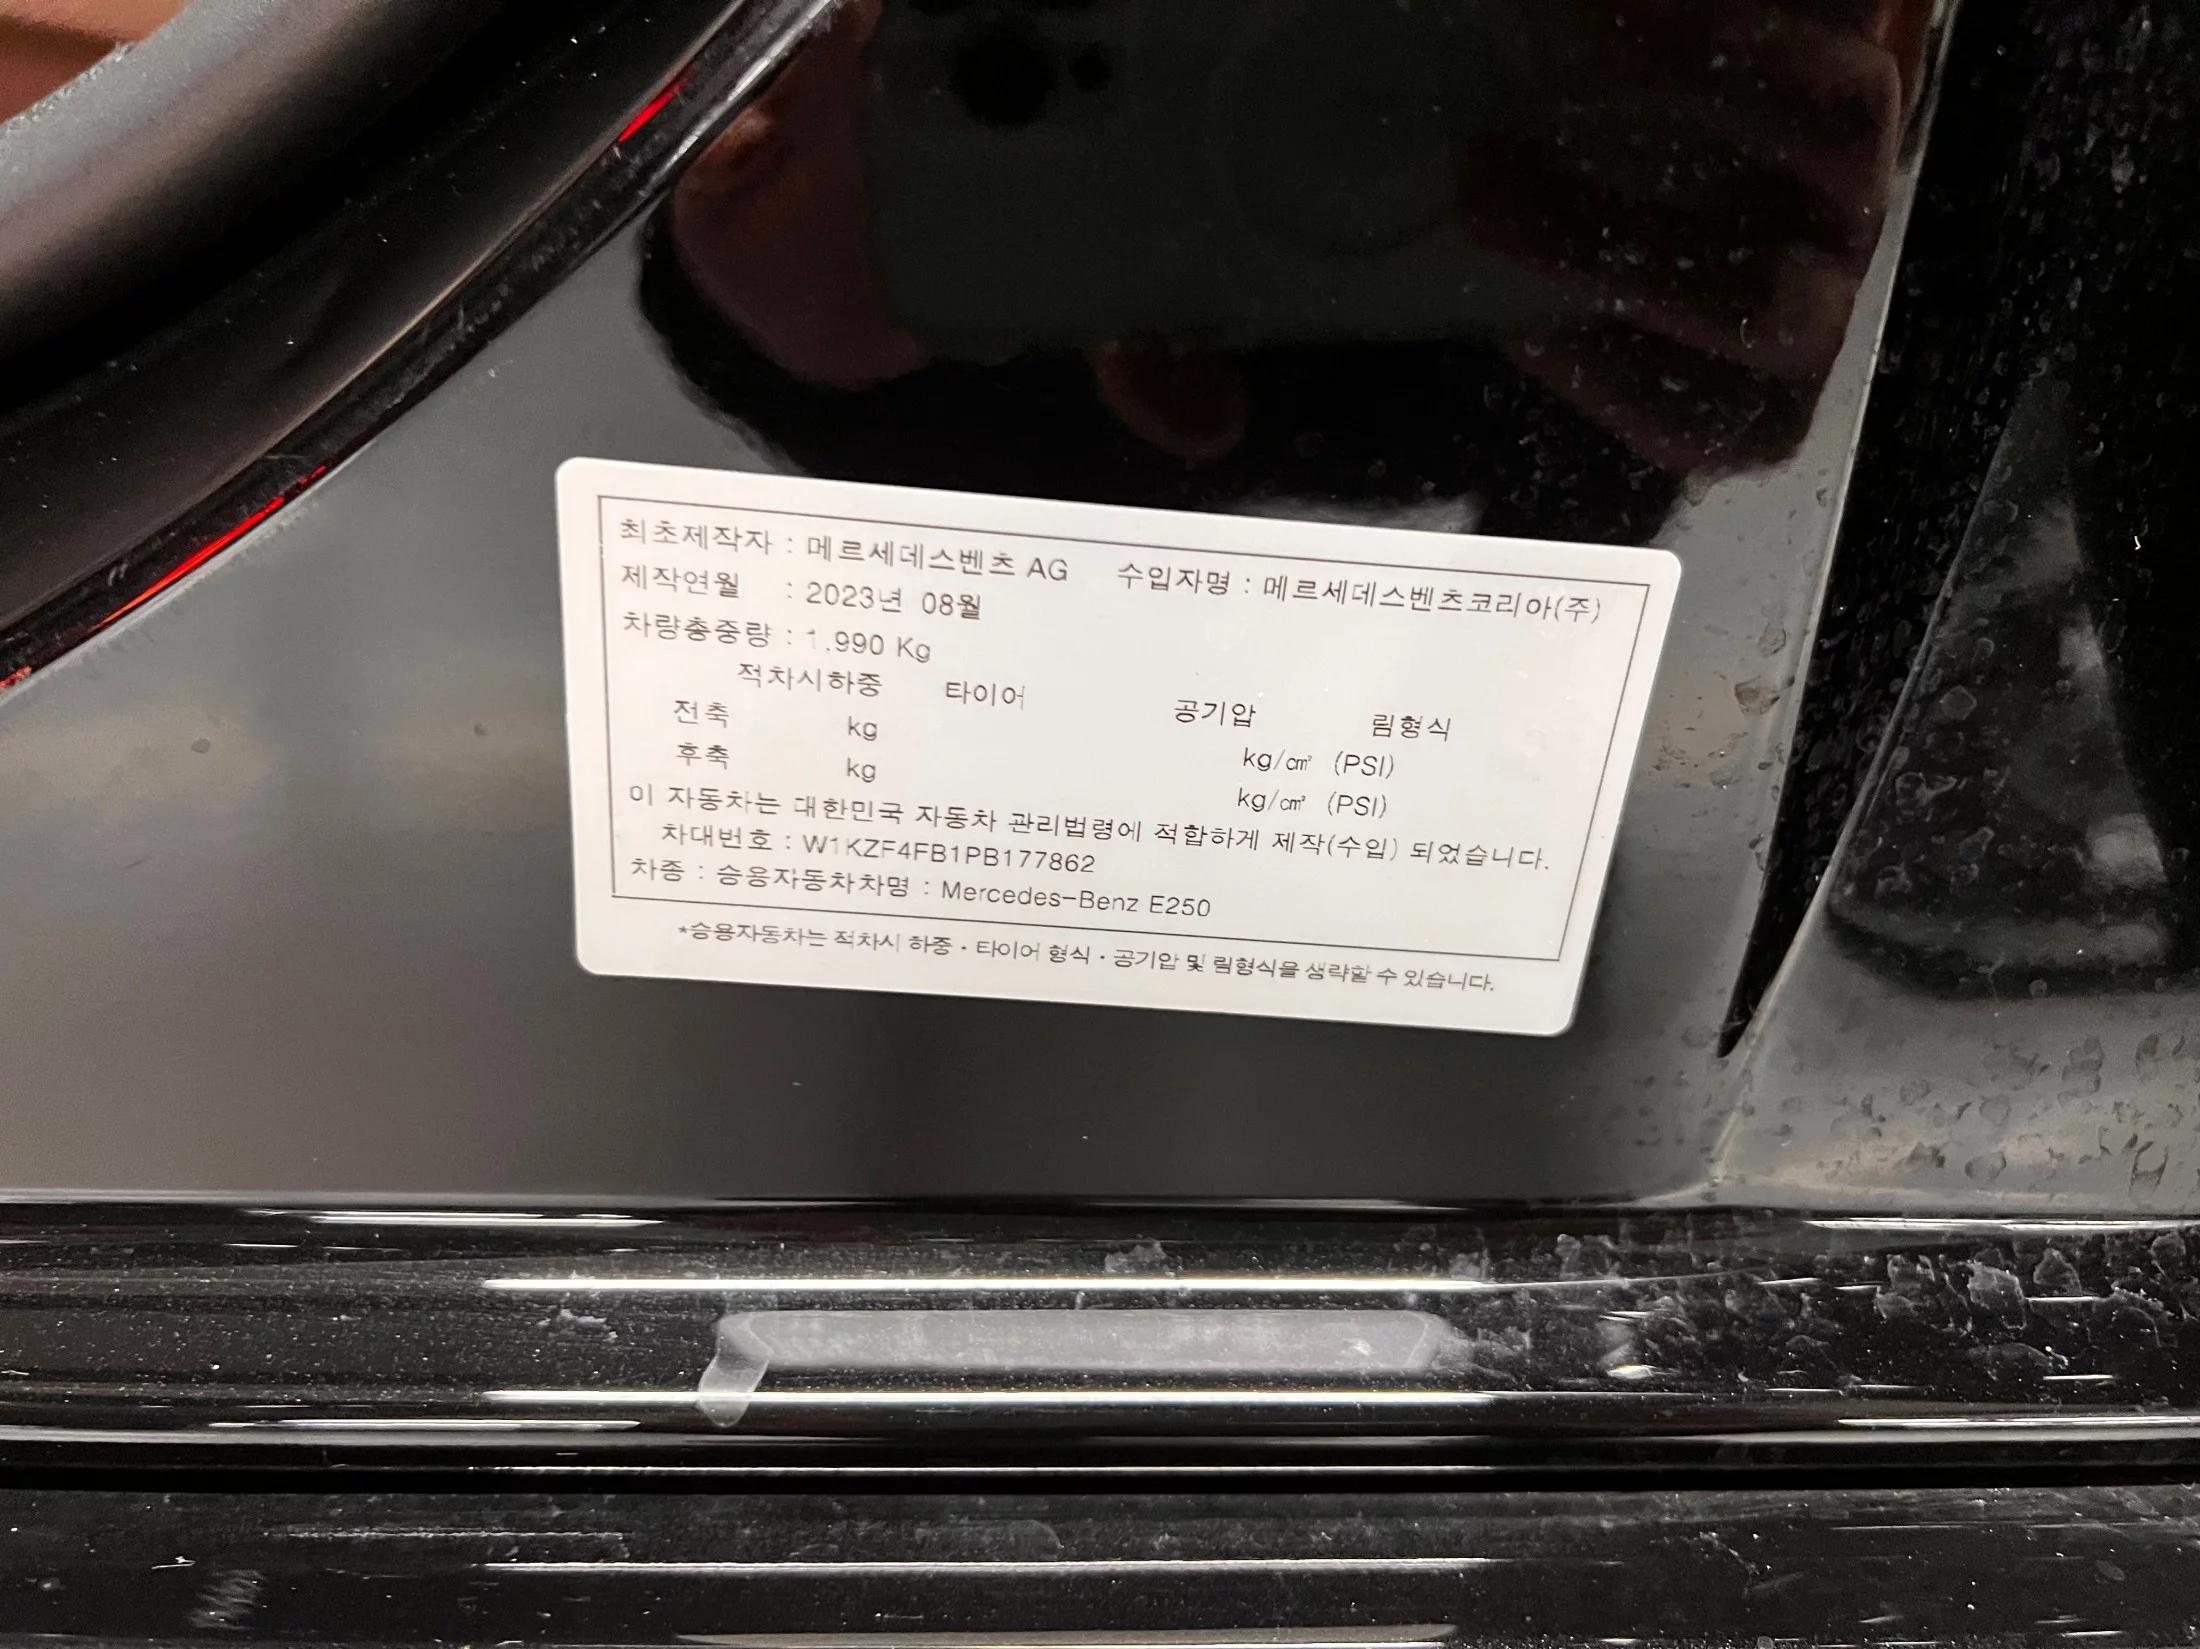 최초제작자 : 메르세데스벤츠 AG 수입자명 : 메르세데스벤츠코리아(주)
제작연월 : 2023년 08월
차량총중량 : 1.990 Kg
적차시하중 타이어 공기압 림형식
전축 kg kg/㎠ (PSI)
후축 kg kg/㎠ (PSI)
이 자동차는 대한민국 자동차 관리법령에 적합하게 제작(수입) 되었습니다.
차대번호 : W1KZF4FB1PB177862
차종 : 승용자동차차명 : Mercedes-Benz E250
*승용자동차는 적차시 하중 · 타이어 형식 · 공기압 및 림형식을 생략할 수 있습니다.